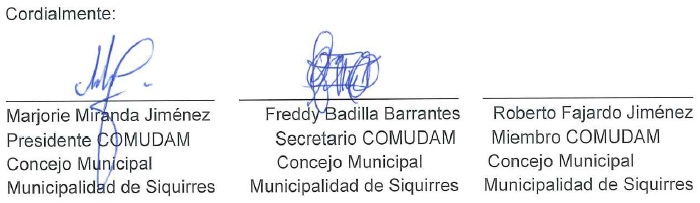 Cordialmente:
Marjorie Miranda Jiménez
Presidente COMUDAM
Concejo Municipal
Municipalidad de Siquirres
Freddy Badilla Barrantes
Secretario COMUDAM
Concejo Municipal
Municipalidad de Siquirres
Roberto Fajardo Jiménez
Miembro COMUDAM
Concejo Municipal
Municipalidad de Siquirres